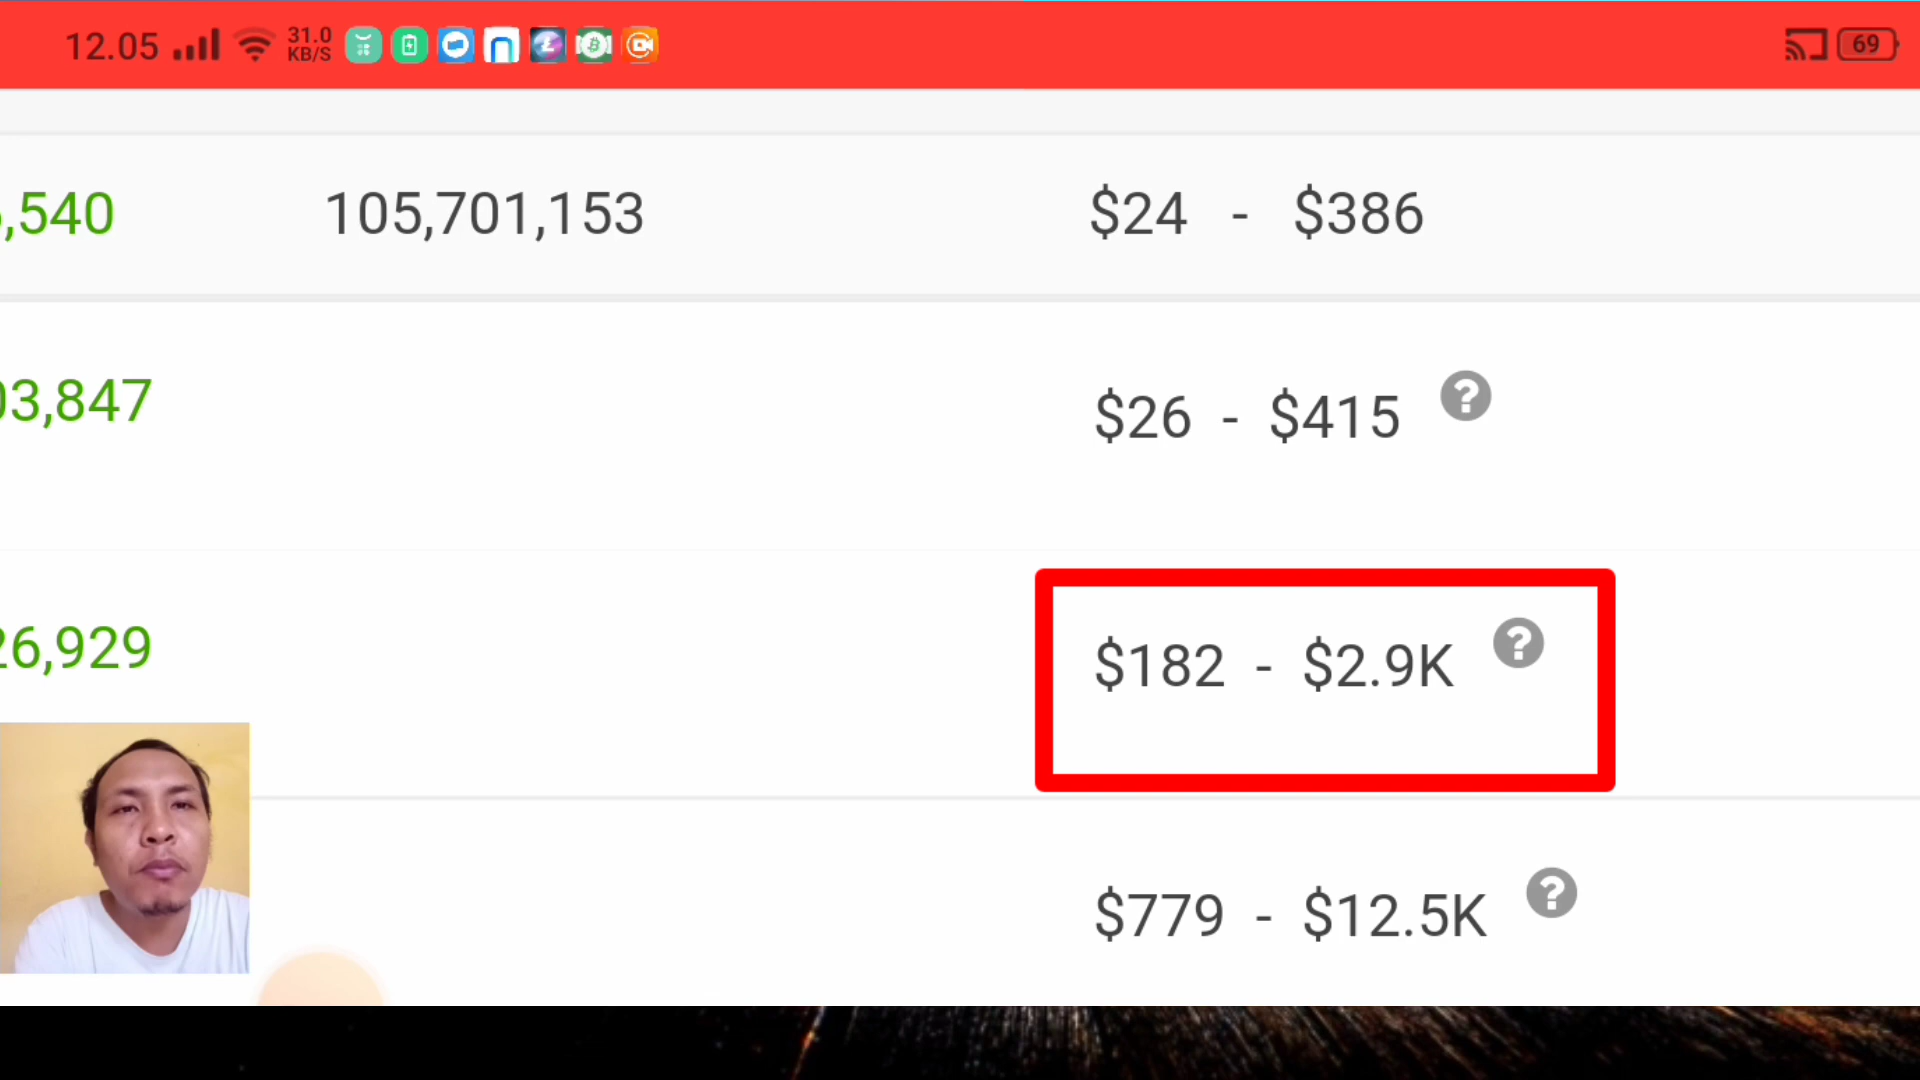 12.05 31.0 KB/S 69
,540 105,701,153 $24 - $386
03,847 $26 - $415 ?
26,929 $182 - $2.9K ?
$779 - $12.5K ?